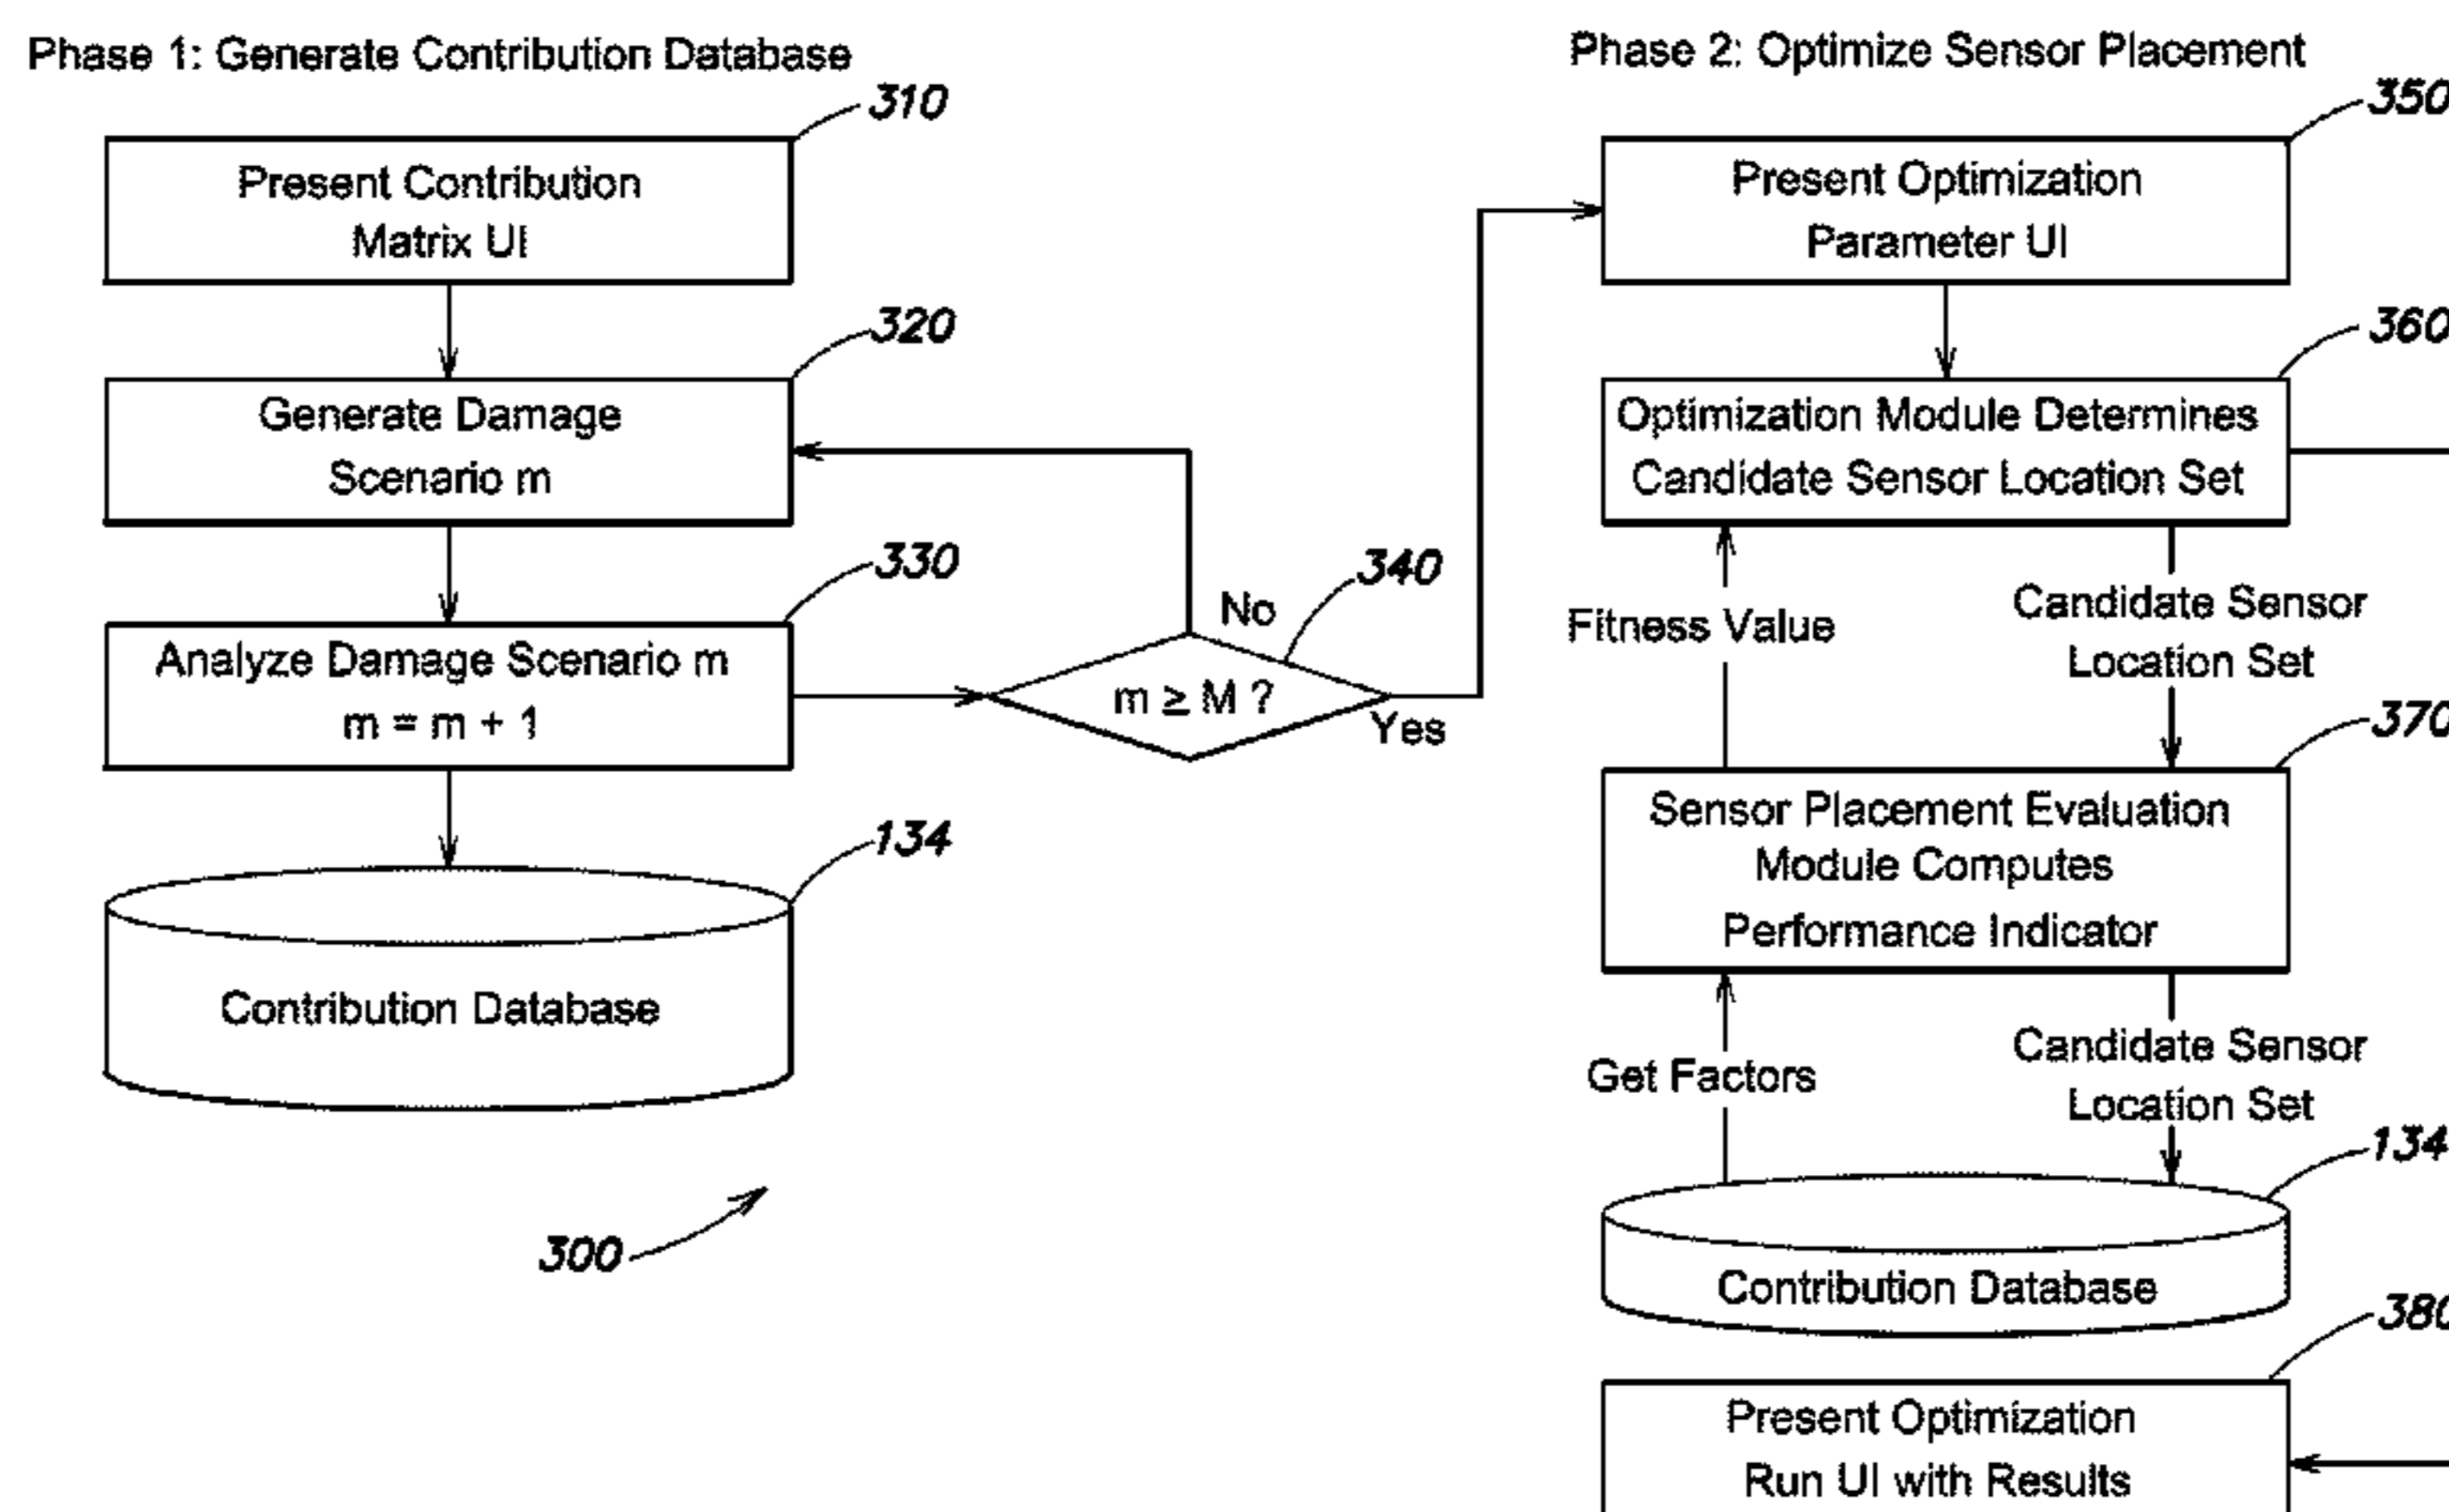 Phase 1: Generate Contribution Database
310
Present Contribution
Matrix UI
320
Generate Damage
Scenario m
330
Analyze Damage Scenario m
m = m + 1
340
No
m ≥ M ?
Yes
134
Contribution Database
300
Phase 2: Optimize Sensor Placement
350
Present Optimization
Parameter UI
360
Optimization Module Determines
Candidate Sensor Location Set
Fitness Value
Candidate Sensor
Location Set
370
Sensor Placement Evaluation
Module Computes
Performance Indicator
Get Factors
Candidate Sensor
Location Set
134
Contribution Database
380
Present Optimization
Run UI with Results